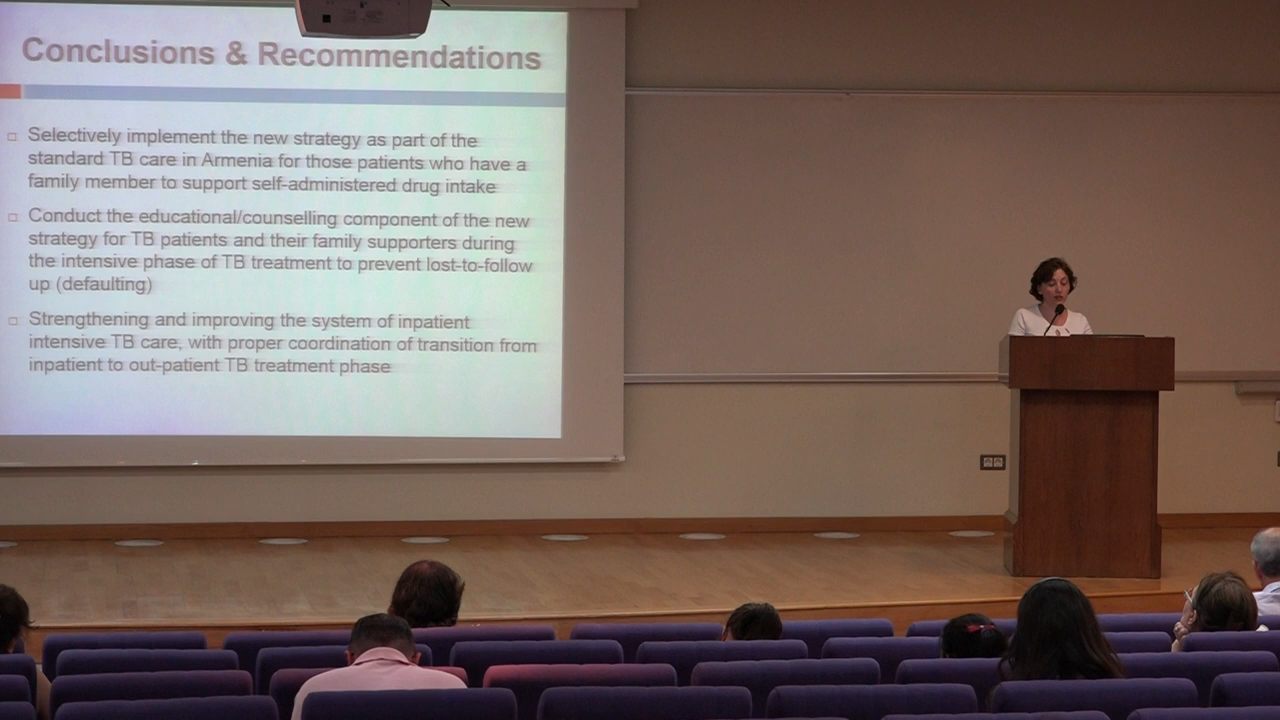 Conclusions & Recommendations
Selectively implement the new strategy as part of the
standard TB care in Armenia for those patients who have a
family member to support self-administered drug intake
Conduct the educational/counselling component of the new
strategy for TB patients and their family supporters during
the intensive phase of TB treatment to prevent lost-to-follow
up (defaulting)
Strengthening and improving the system of inpatient
intensive TB care, with proper coordination of transition from
inpatient to out-patient TB treatment phase